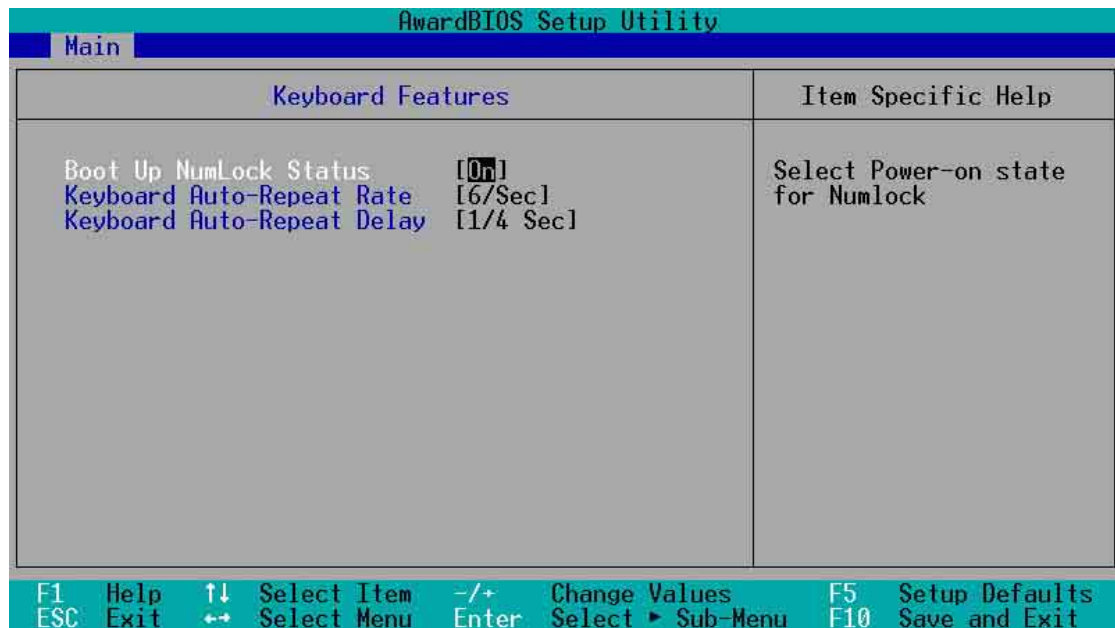 AwardBIOS Setup Utility
Main
Keyboard Features
Item Specific Help
Boot Up NumLock Status [On]
Keyboard Auto-Repeat Rate [6/Sec]
Keyboard Auto-Repeat Delay [1/4 Sec]
Select Power-on state
for Numlock
F1 Help ↑↓ Select Item -/+ Change Values F5 Setup Defaults
ESC Exit ←→ Select Menu Enter Select ► Sub-Menu F10 Save and Exit